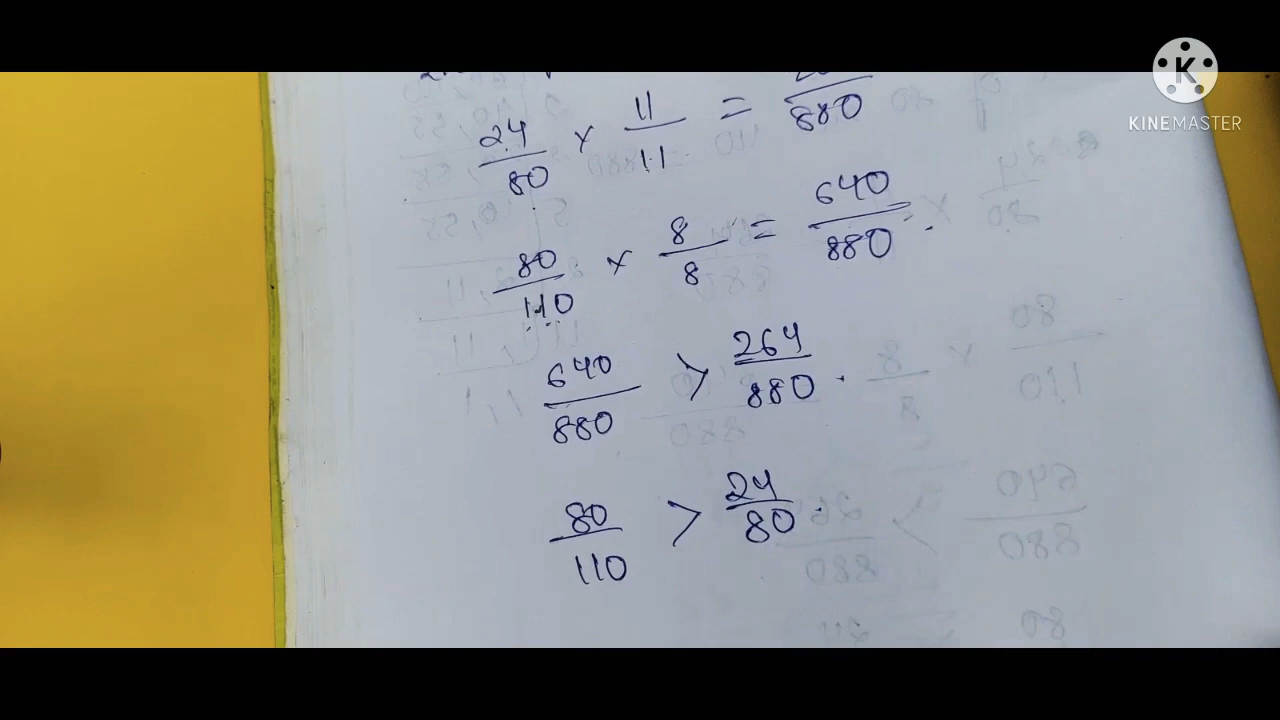 KINEMASTER
24/80 × 11/11 = /880
80/110 × 8/8 = 640/880
640/880 > 264/880
80/110 > 24/80